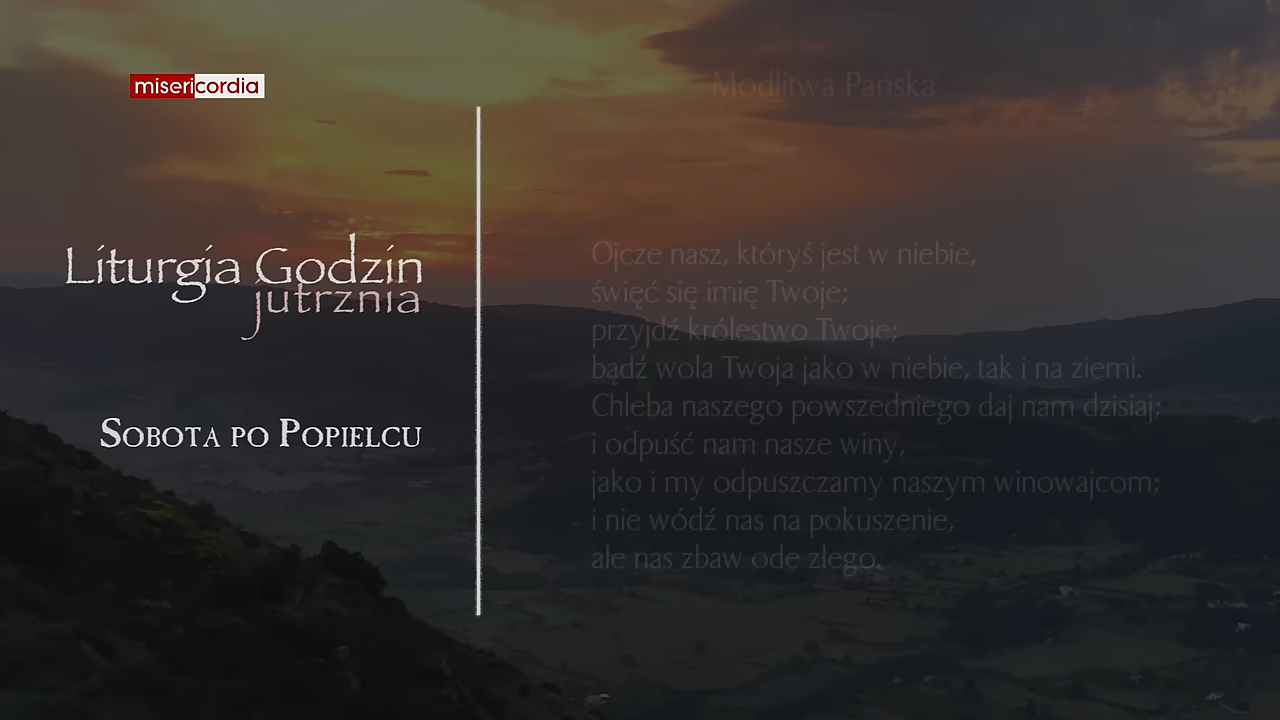 misericordia
Liturgia Godzin
jutrznia
Sobota po Popielcu
Modlitwa Pańska
Ojcze nasz, któryś jest w niebie,
święć się imię Twoje;
przyjdź królestwo Twoje;
bądź wola Twoja jako w niebie, tak i na ziemi.
Chleba naszego powszedniego daj nam dzisiaj;
i odpuść nam nasze winy,
jako i my odpuszczamy naszym winowajcom;
i nie wódź nas na pokuszenie,
ale nas zbaw ode złego.